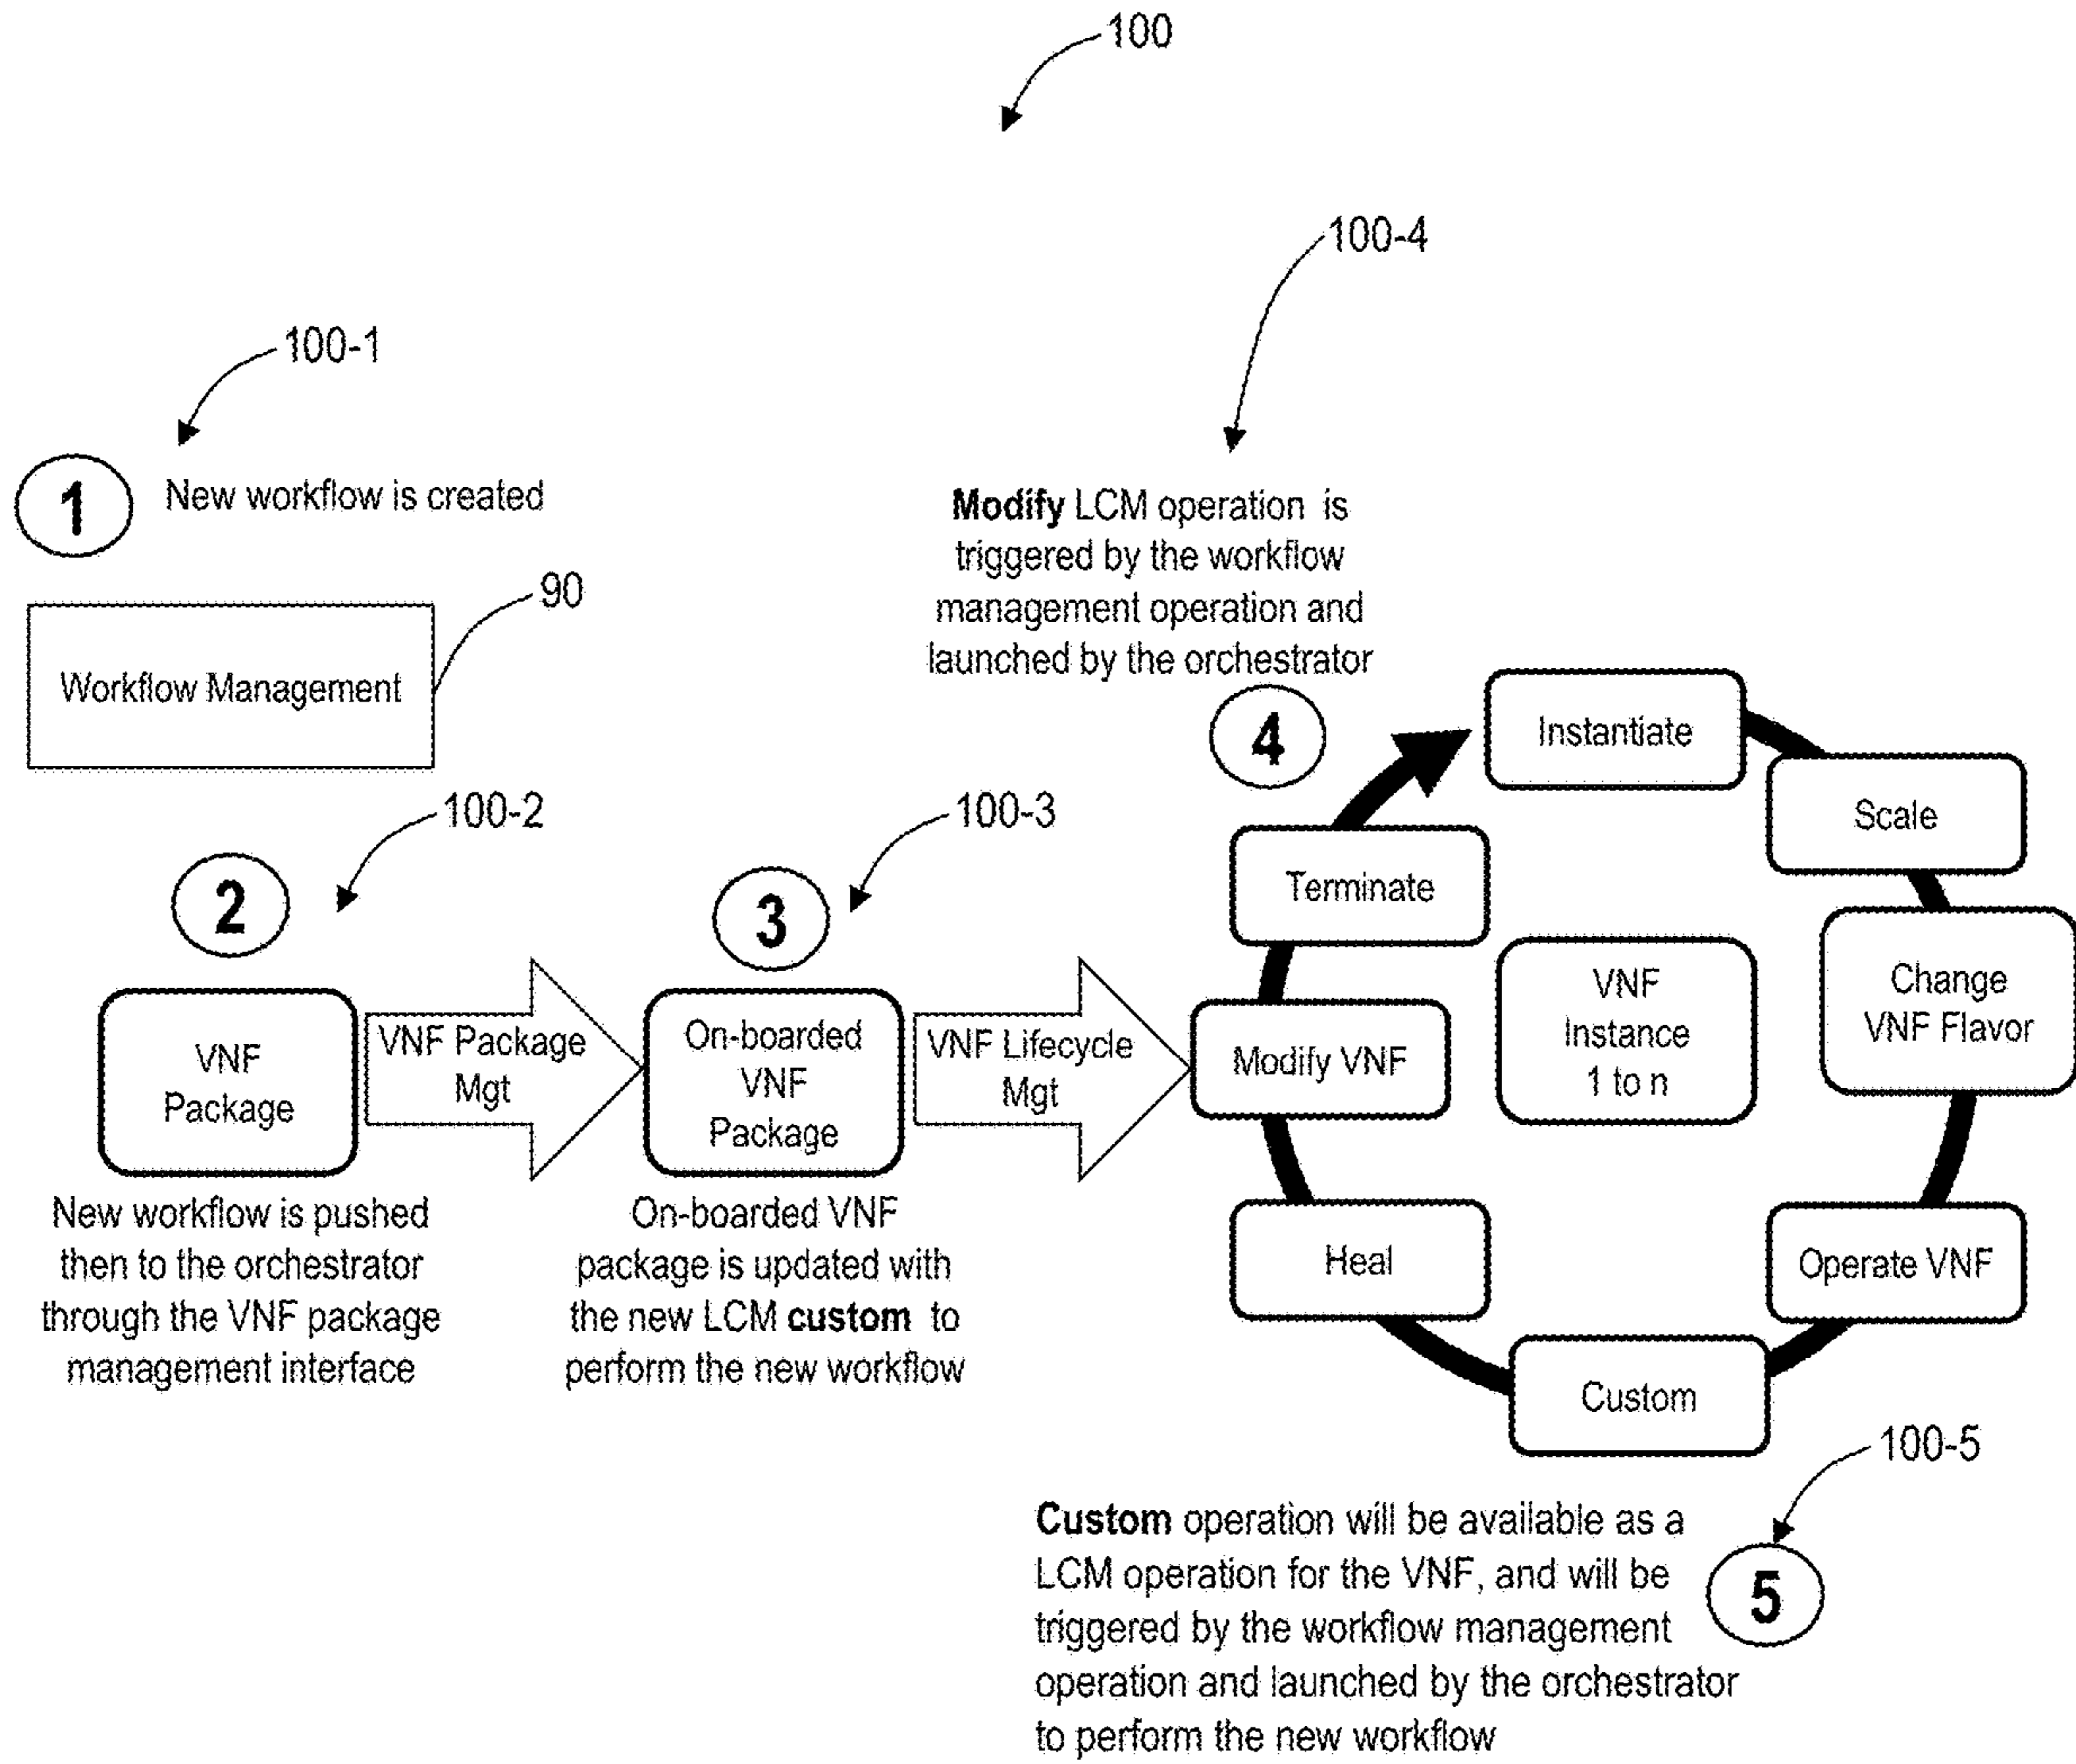 100
100-4
100-1
1
New workflow is created
Modify LCM operation is
triggered by the workflow
management operation and
launched by the orchestrator
90
Workflow Management
4
Instantiate
Scale
100-2
100-3
2
3
Terminate
Change
VNF Flavor
VNF
Instance
1 to n
VNF
Package
VNF Package
Mgt
On-boarded
VNF
Package
VNF Lifecycle
Mgt
Modify VNF
New workflow is pushed
then to the orchestrator
through the VNF package
management interface
On-boarded VNF
package is updated with
the new LCM custom to
perform the new workflow
Heal
Operate VNF
Custom
100-5
Custom operation will be available as a
LCM operation for the VNF, and will be
triggered by the workflow management
operation and launched by the orchestrator
to perform the new workflow
5